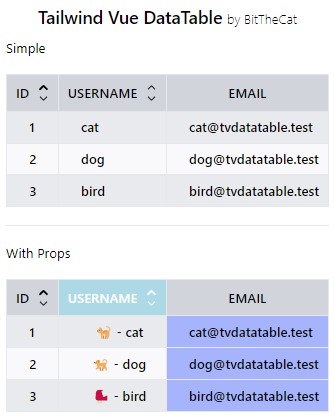 Tailwind Vue DataTable by BitTheCat
Simple
ID USERNAME EMAIL
1 cat cat@tvdatatable.test
2 dog dog@tvdatatable.test
3 bird bird@tvdatatable.test
With Props
ID USERNAME EMAIL
1 🐈 - cat cat@tvdatatable.test
2 🐕 - dog dog@tvdatatable.test
3 - bird bird@tvdatatable.test